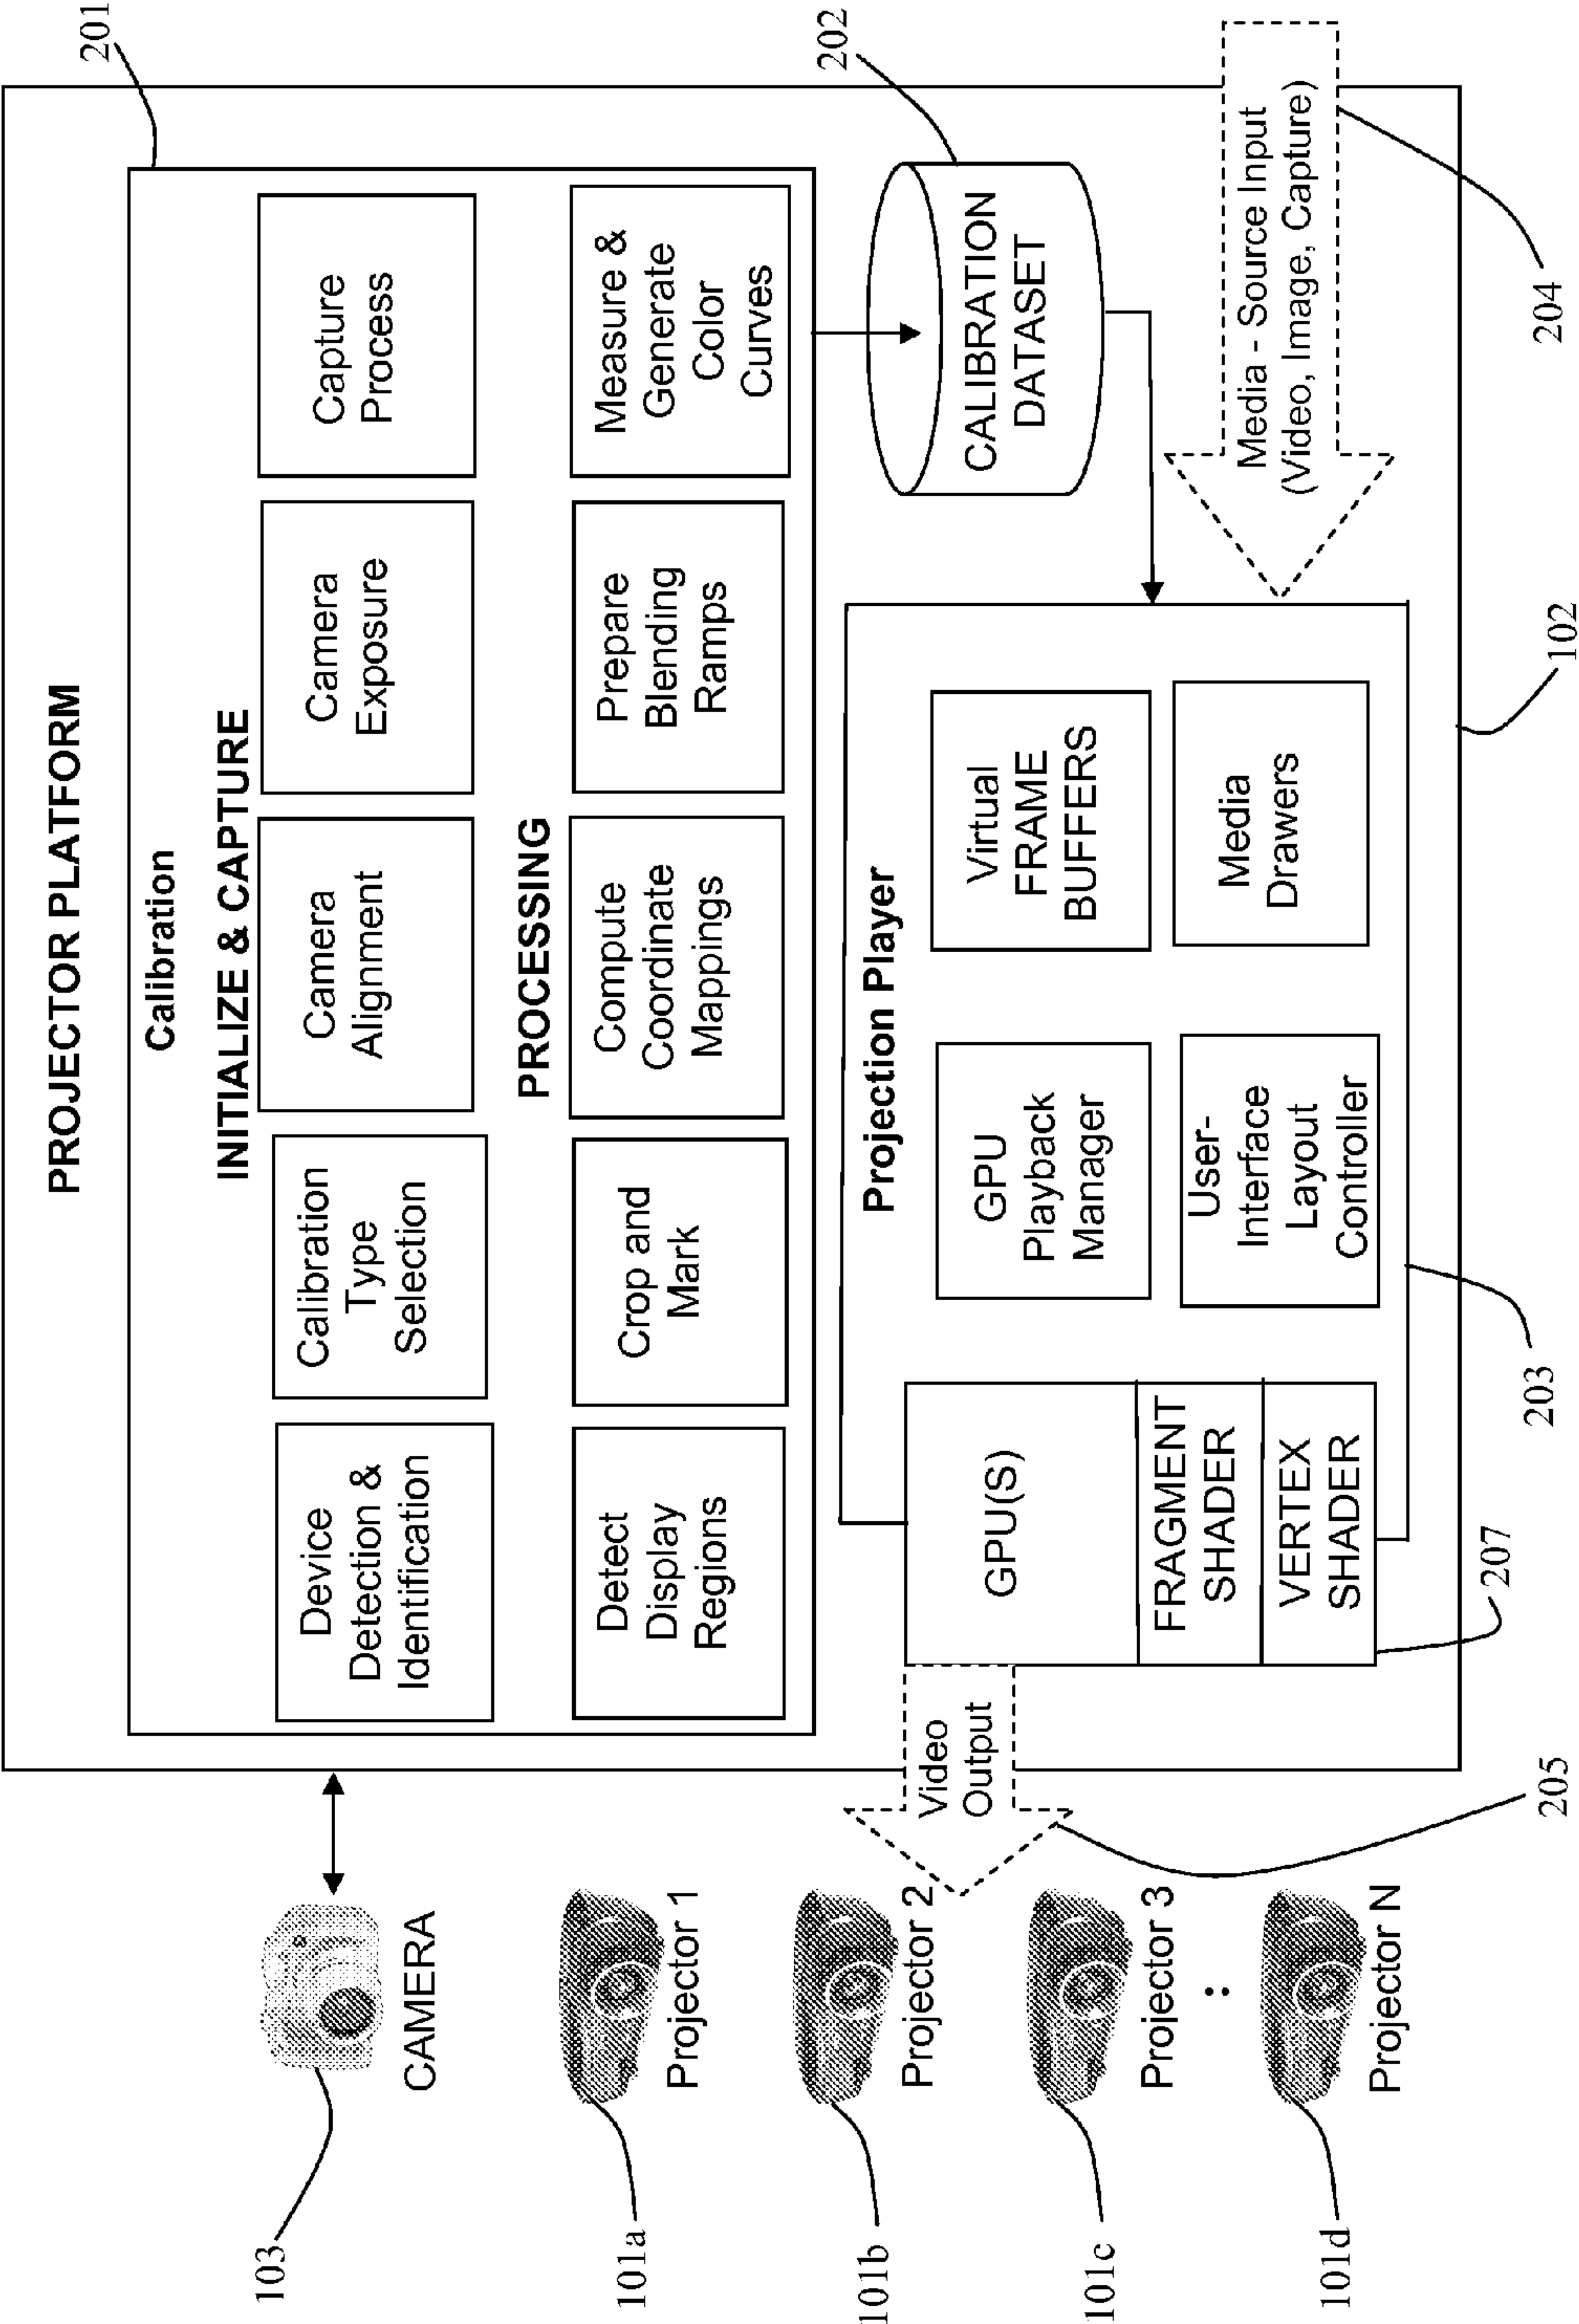 PROJECTOR PLATFORM
201
Calibration
INITIALIZE & CAPTURE
Device
Detection &
Identification
Calibration
Type
Selection
Camera
Alignment
Camera
Exposure
Capture
Process
PROCESSING
Detect
Display
Regions
Crop and
Mark
Compute
Coordinate
Mappings
Prepare
Blending
Ramps
Measure &
Generate
Color
Curves
202
CALIBRATION
DATASET
Projection Player
GPU(S)
FRAGMENT
SHADER
VERTEX
SHADER
GPU
Playback
Manager
User-
Interface
Layout
Controller
Virtual
FRAME
BUFFERS
Media
Drawers
Media - Source Input
(Video, Image, Capture)
204
102
203
207
205
Video
Output
103
CAMERA
101a
Projector 1
101b
Projector 2
101c
Projector 3
:
101d
Projector N